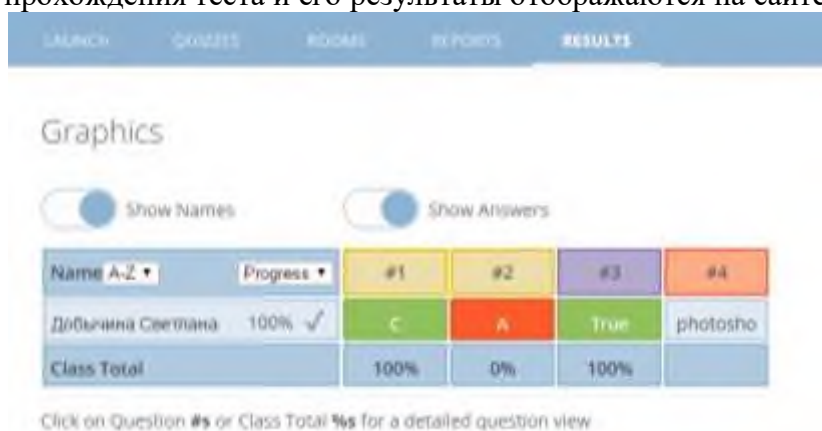 прохождения теста и его результаты отображаются на сайте
LAUNCH QUIZZES ROOMS REPORTS RESULTS
Graphics
Show Names Show Answers
Name A-Z Progress #1 #2 #3 #4
Добычина Светлана 100% ✓ C A True photosho
Class Total 100% 0% 100%
Click on Question #s or Class Total %s for a detailed question view